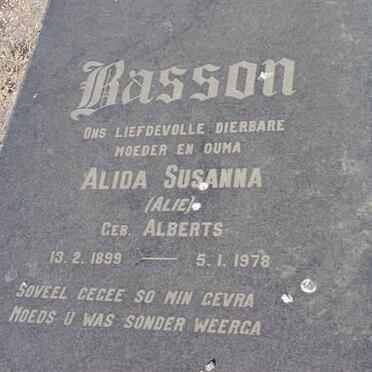 Basson
ONS LIEFDEVOLLE DIERBARE
MOEDER EN OUMA
ALIDA SUSANNA
(ALIE)
GEB. ALBERTS
13. 2. 1899 — 5. 1. 1978
SOVEEL GEGEE SO MIN GEVRA
MOEDS U WAS SONDER WEERGA